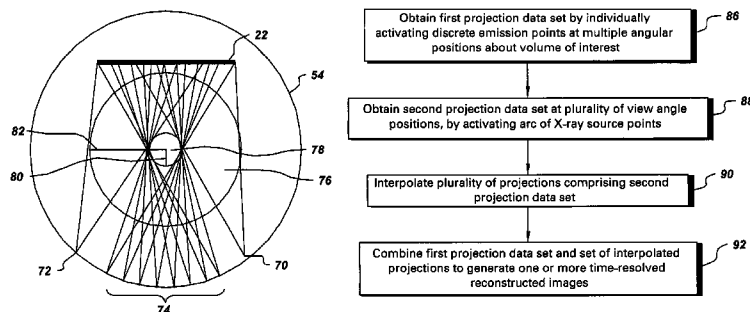 22
54
82
80
78
76
72
70
74
Obtain first projection data set by individually
activating discrete emission points at multiple angular
positions about volume of interest
86
Obtain second projection data set at plurality of view angle
positions, by activating arc of X-ray source points
88
Interpolate plurality of projections comprising second
projection data set
90
Combine first projection data set and set of interpolated
projections to generate one or more time-resolved
reconstructed images
92